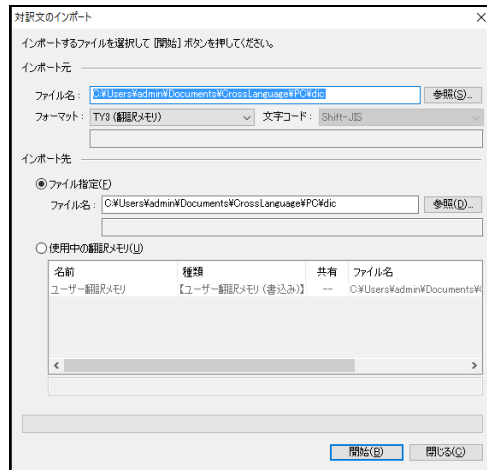 対訳文のインポート
インポートするファイルを選択して [開始] ボタンを押してください。
インポート元
ファイル名： C:¥Users¥admin¥Documents¥CrossLanguage¥PC¥dic 参照(S)...
フォーマット： TY3 (翻訳メモリ) 文字コード： Shift-JIS
インポート先
ファイル指定(F)
ファイル名： C:¥Users¥admin¥Documents¥CrossLanguage¥PC¥dic 参照(D)...
使用中の翻訳メモリ(U)
名前 種類 共有 ファイル名
ユーザー翻訳メモリ 【ユーザー翻訳メモリ (書込み)】 -- C:¥Users¥admin¥Documents¥
開始(B) 閉じる(C)